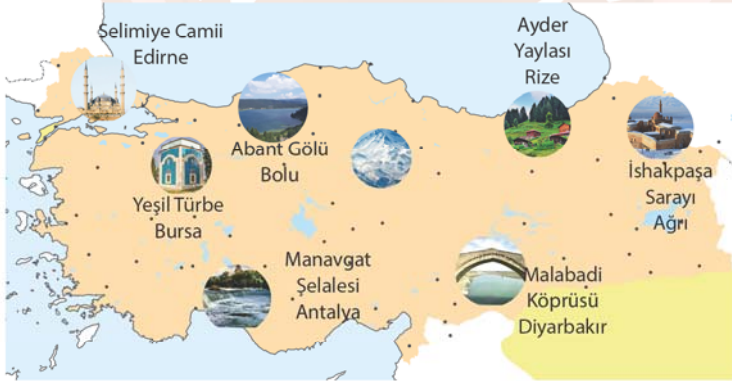 Selimiye Camii
Edirne
Ayder
Yaylası
Rize
Abant Gölü
Bolu
İshakpaşa
Sarayı
Ağrı
Yeşil Türbe
Bursa
Manavgat
Şelalesi
Antalya
Malabadi
Köprüsü
Diyarbakır